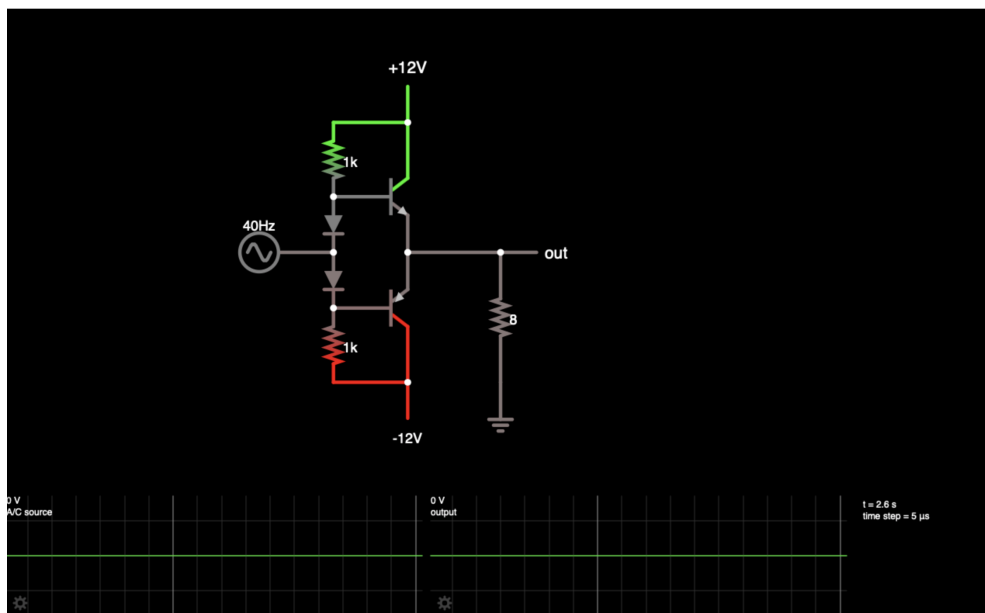 +12V
1k
40Hz
out
8
1k
-12V
0 V
A/C source
0 V
output
t = 2.6 s
time step = 5 µs